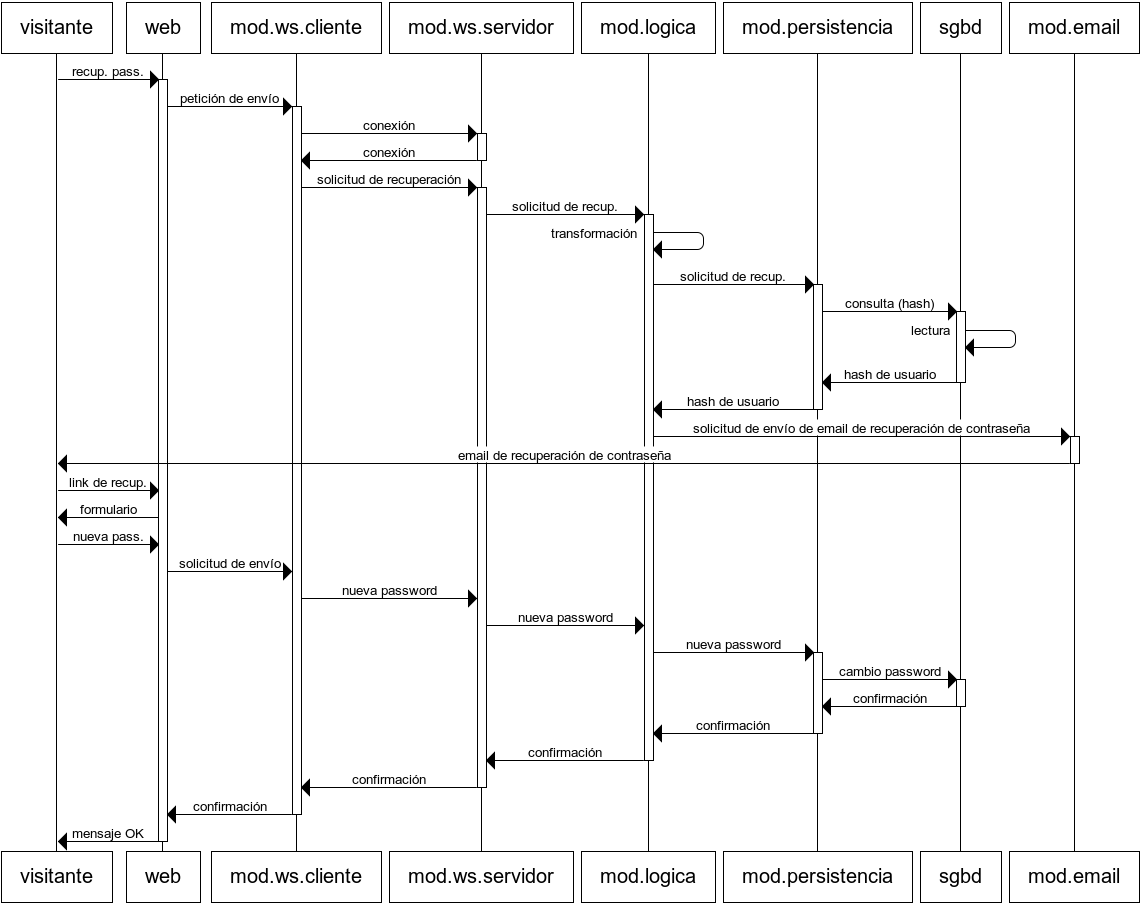 visitante
web
mod.ws.cliente
mod.ws.servidor
mod.logica
mod.persistencia
sgbd
mod.email
recup. pass.
petición de envío
conexión
conexión
solicitud de recuperación
solicitud de recup.
transformación
solicitud de recup.
consulta (hash)
lectura
hash de usuario
hash de usuario
solicitud de envío de email de recuperación de contraseña
email de recuperación de contraseña
link de recup.
formulario
nueva pass.
solicitud de envío
nueva password
nueva password
nueva password
cambio password
confirmación
confirmación
confirmación
confirmación
confirmación
mensaje OK
visitante
web
mod.ws.cliente
mod.ws.servidor
mod.logica
mod.persistencia
sgbd
mod.email